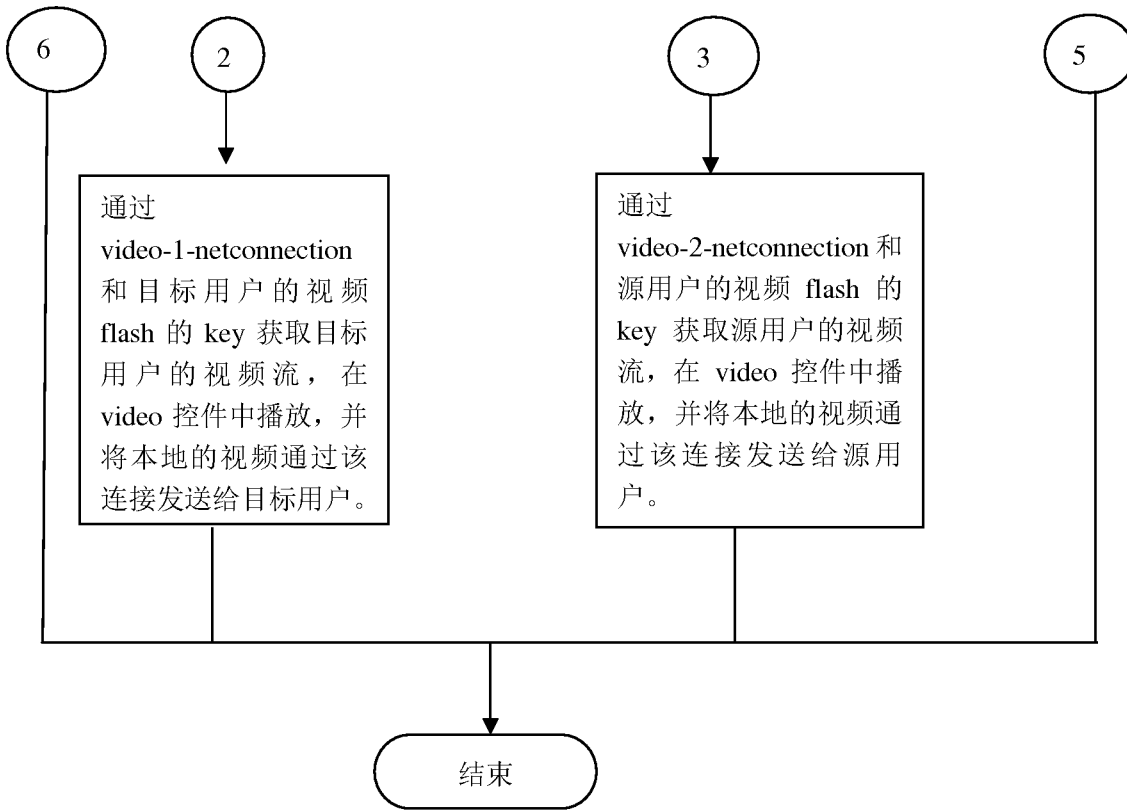 6
2
3
5
通过
video-1-netconnection
和目标用户的视频
flash 的 key 获取目标
用户的视频流，在
video 控件中播放，并
将本地的视频通过该
连接发送给目标用户。
通过
video-2-netconnection 和
源用户的视频 flash 的
key 获取源用户的视频
流，在 video 控件中播
放，并将本地的视频通
过该连接发送给源用
户。
结束